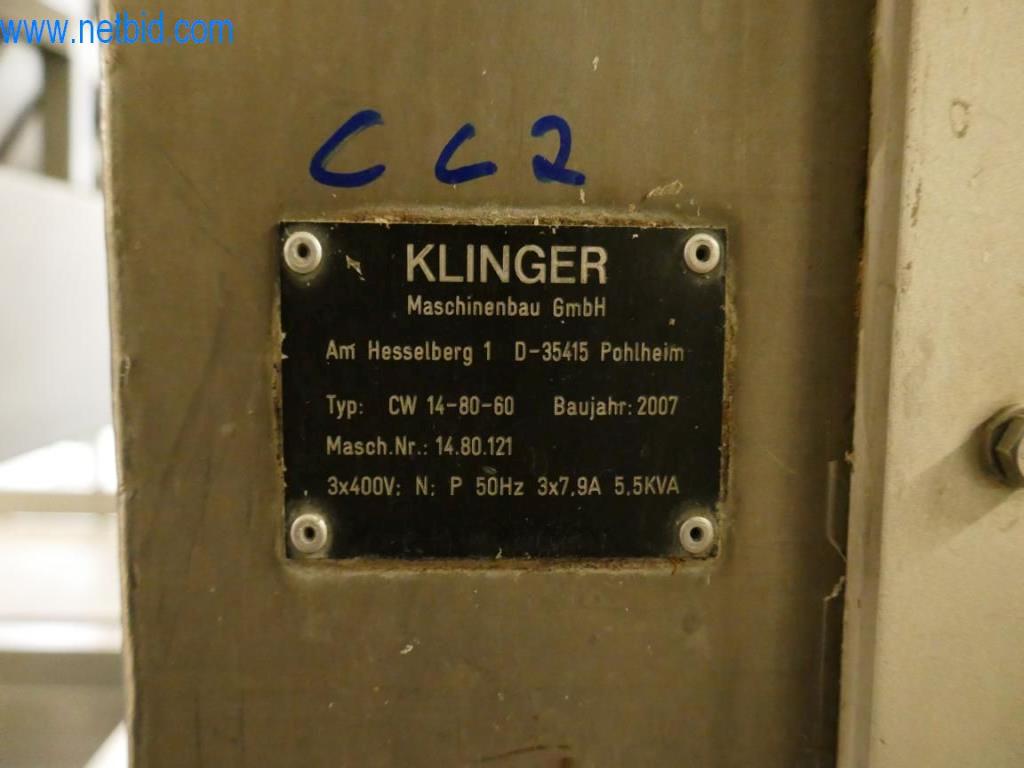 www.netbid.com
CC2
KLINGER
Maschinenbau GmbH
Am Hesselberg 1 D-35415 Pohlheim
Typ: CW 14-80-60 Baujahr: 2007
Masch.Nr.: 14.80.121
3x400V; N; P 50Hz 3x7,9A 5,5KVA